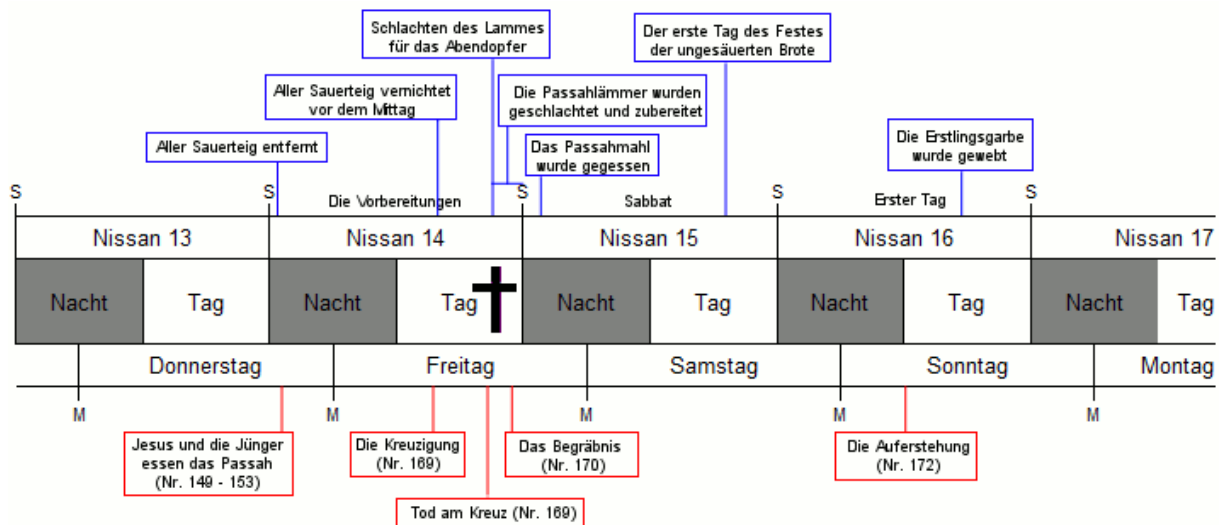 Schlachten des Lammes
für das Abendopfer
Der erste Tag des Festes
der ungesäuerten Brote
Aller Sauerteig vernichtet
vor dem Mittag
Die Passahlämmer wurden
geschlachtet und zubereitet
Aller Sauerteig entfernt
Das Passahmahl
wurde gegessen
Die Erstlingsgarbe
wurde gewebt
S
S
Die Vorbereitungen
S
Sabbat
S
Erster Tag
S
Nissan 13
Nissan 14
Nissan 15
Nissan 16
Nissan 17
Nacht
Tag
Nacht
Tag
Nacht
Tag
Nacht
Tag
Nacht
Tag
Donnerstag
Freitag
Samstag
Sonntag
Montag
M
M
M
M
M
Jesus und die Jünger
essen das Passah
(Nr. 149 - 153)
Die Kreuzigung
(Nr. 169)
Das Begräbnis
(Nr. 170)
Die Auferstehung
(Nr. 172)
Tod am Kreuz (Nr. 169)